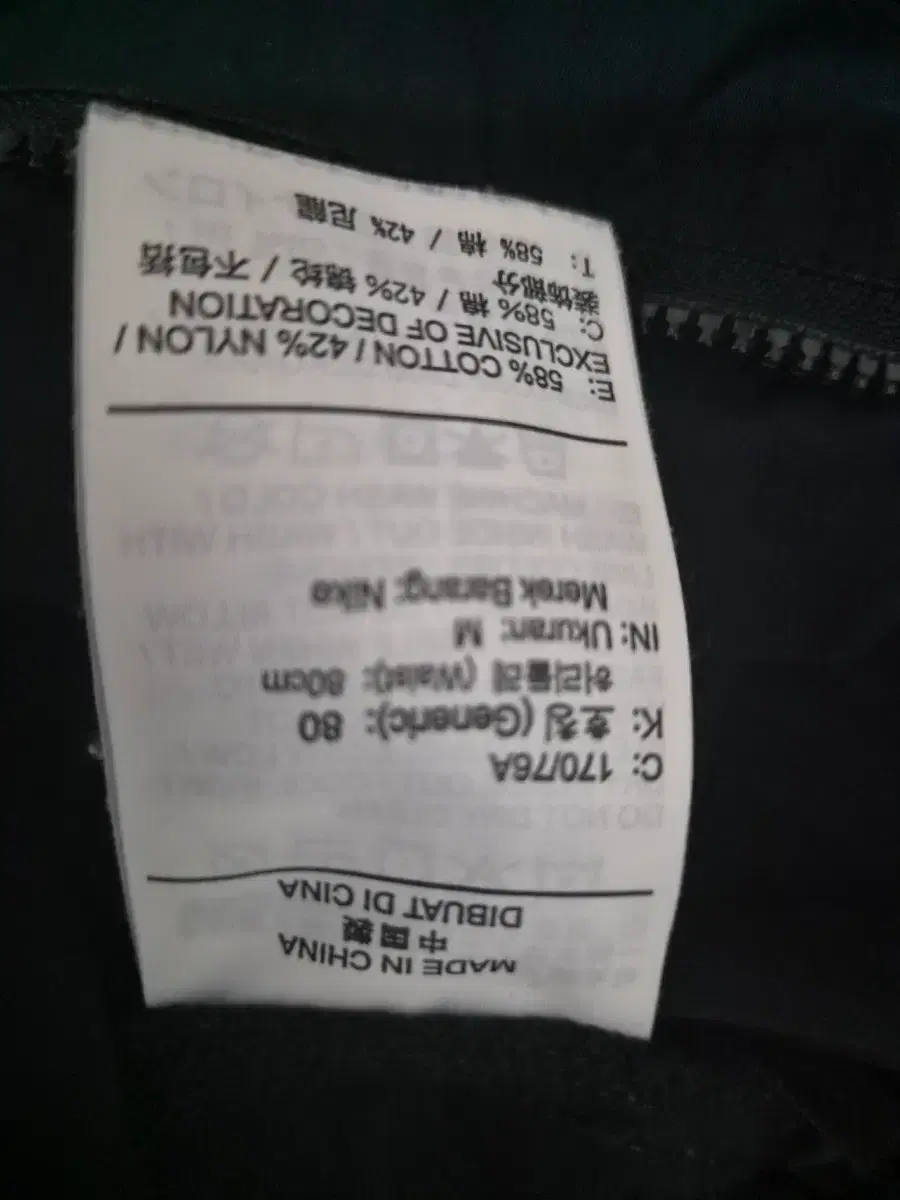 MADE IN CHINA
中國製
DIBUAT DI CINA
C: 170/76A
K: 호칭 (Generic): 80
허리둘레 (Waist): 80cm
IN: Ukuran: M
Merek Barang: Nike
E: 58% COTTON / 42% NYLON /
EXCLUSIVE OF DECORATION
C: 58% 棉 / 42% 锦纶 / 不包括
装饰部分
T: 58% 棉 / 42% 尼龍